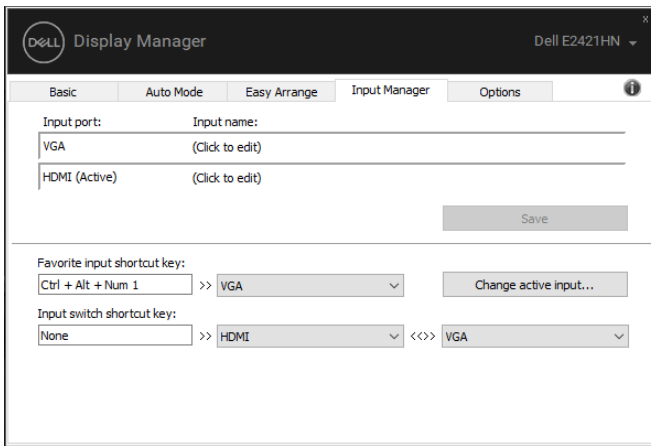 x
DELL Display Manager Dell E2421HN
Basic Auto Mode Easy Arrange Input Manager Options i
Input port: Input name:
VGA (Click to edit)
HDMI (Active) (Click to edit)
Save
Favorite input shortcut key:
Ctrl + Alt + Num 1 >> VGA Change active input...
Input switch shortcut key:
None >> HDMI <<>> VGA